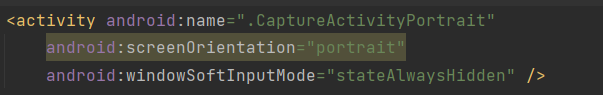 <activity android:name=".CaptureActivityPortrait"
android:screenOrientation="portrait"
android:windowSoftInputMode="stateAlwaysHidden" />